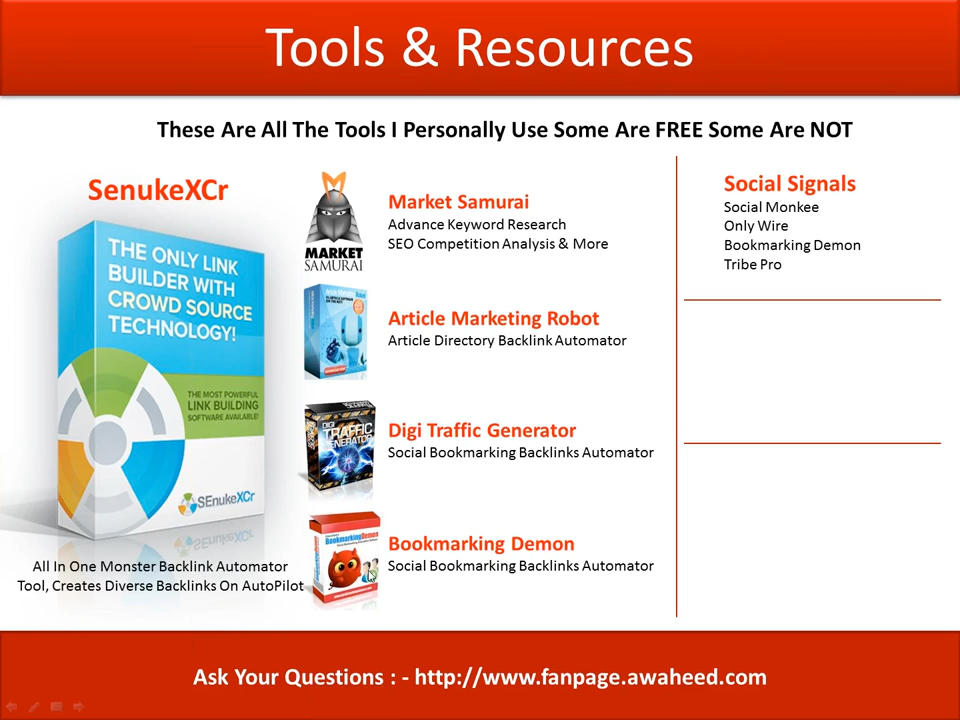 Tools & Resources
These Are All The Tools I Personally Use Some Are FREE Some Are NOT
SenukeXCr
THE ONLY LINK
BUILDER WITH
CROWD SOURCE
TECHNOLOGY!
THE MOST POWERFUL
LINK BUILDING
SOFTWARE AVAILABLE!
SEnukeXCr
All In One Monster Backlink Automator
Tool, Creates Diverse Backlinks On AutoPilot
MARKET
SAMURAI
Market Samurai
Advance Keyword Research
SEO Competition Analysis & More
Article Marketing Robot
Article Directory Backlink Automator
DIGI
TRAFFIC
GENERATOR
Digi Traffic Generator
Social Bookmarking Backlinks Automator
BookmarkingDemon
Bookmarking Demon
Social Bookmarking Backlinks Automator
Social Signals
Social Monkee
Only Wire
Bookmarking Demon
Tribe Pro
Ask Your Questions : - http://www.fanpage.awaheed.com